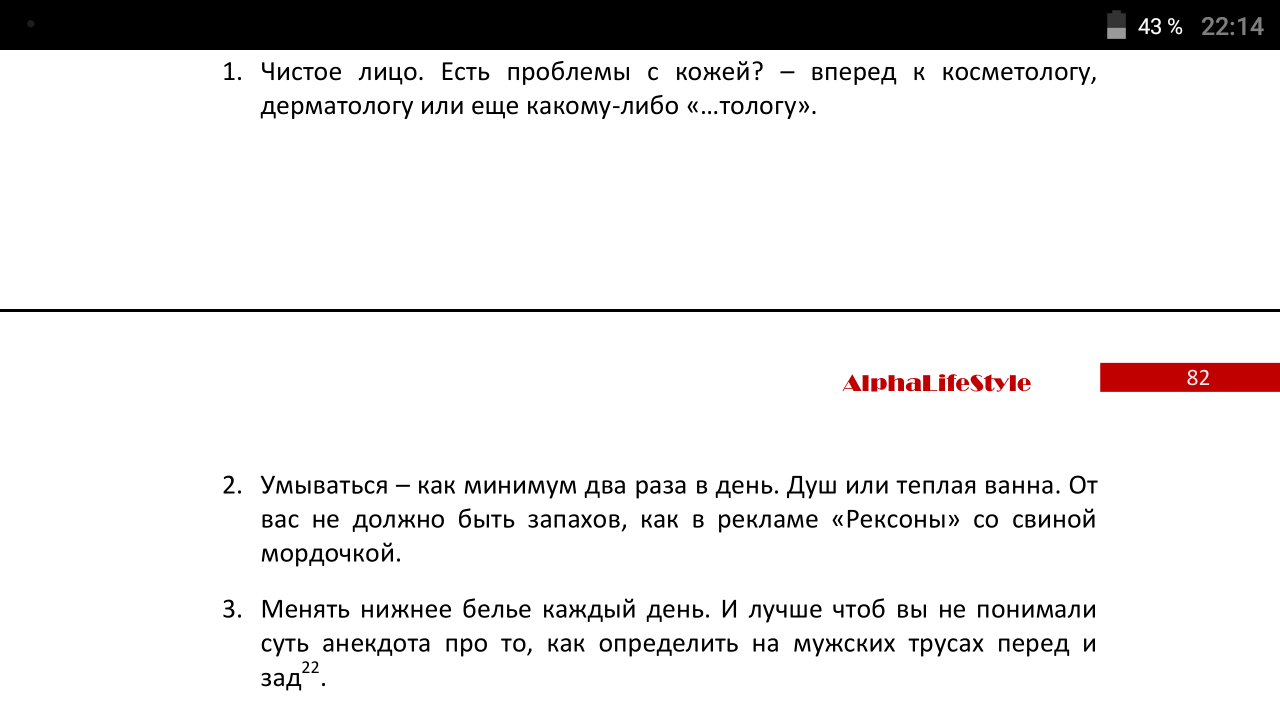 43 % 22:14
1. Чистое лицо. Есть проблемы с кожей? – вперед к косметологу,
дерматологу или еще какому-либо «...тологу».
AlphaLifeStyle 82
2. Умываться – как минимум два раза в день. Душ или теплая ванна. От
вас не должно быть запахов, как в рекламе «Рексоны» со свиной
мордочкой.
3. Менять нижнее белье каждый день. И лучше чтоб вы не понимали
суть анекдота про то, как определить на мужских трусах перед и
зад22.